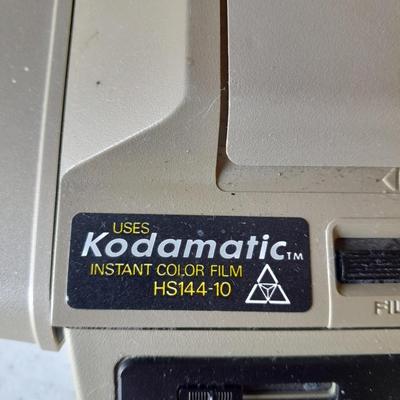 USES
Kodamatic™
INSTANT COLOR FILM
HS144-10